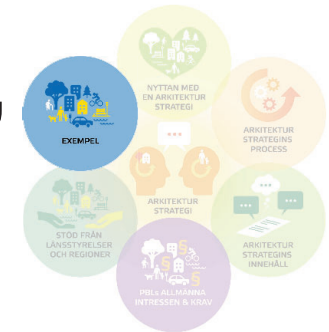 NYTTAN MED
EN ARKITEKTUR
STRATEGI
EXEMPEL
ARKITEKTUR
STRATEGINS
PROCESS
ARKITEKTUR
STRATEGI
STÖD FRÅN
LÄNSSTYRELSER
OCH REGIONER
ARKITEKTUR
STRATEGINS
INNEHÅLL
PBLs ALLMÄNNA
INTRESSEN & KRAV